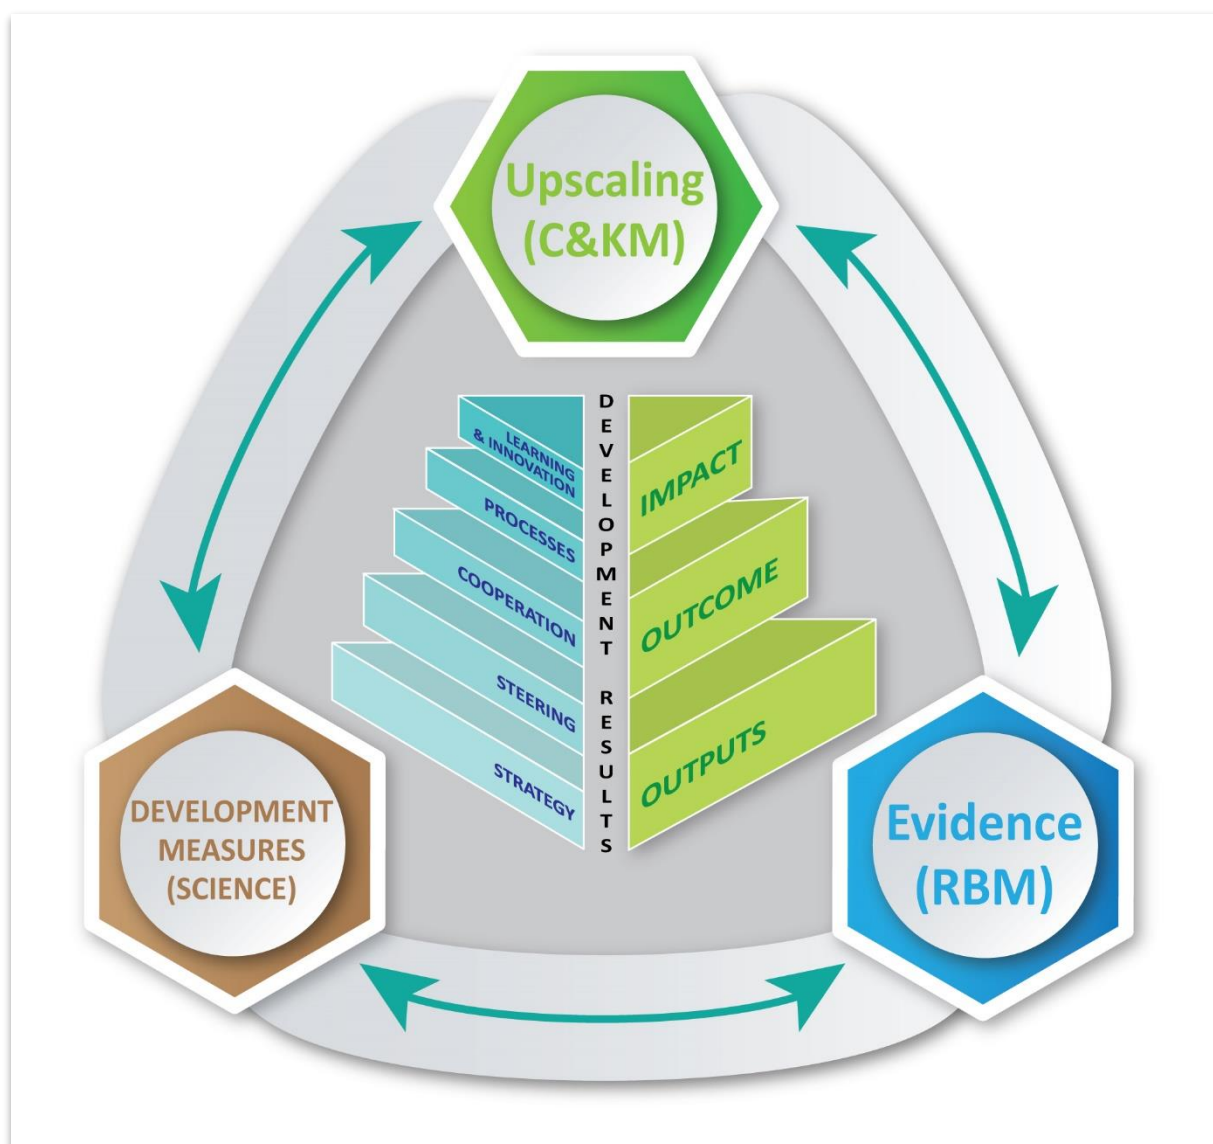 Upscaling
(C&KM)
LEARNING
& INNOVATION
PROCESSES
COOPERATION
STEERING
STRATEGY
DEVELOPMENT RESULTS
IMPACT
OUTCOME
OUTPUTS
DEVELOPMENT
MEASURES
(SCIENCE)
Evidence
(RBM)